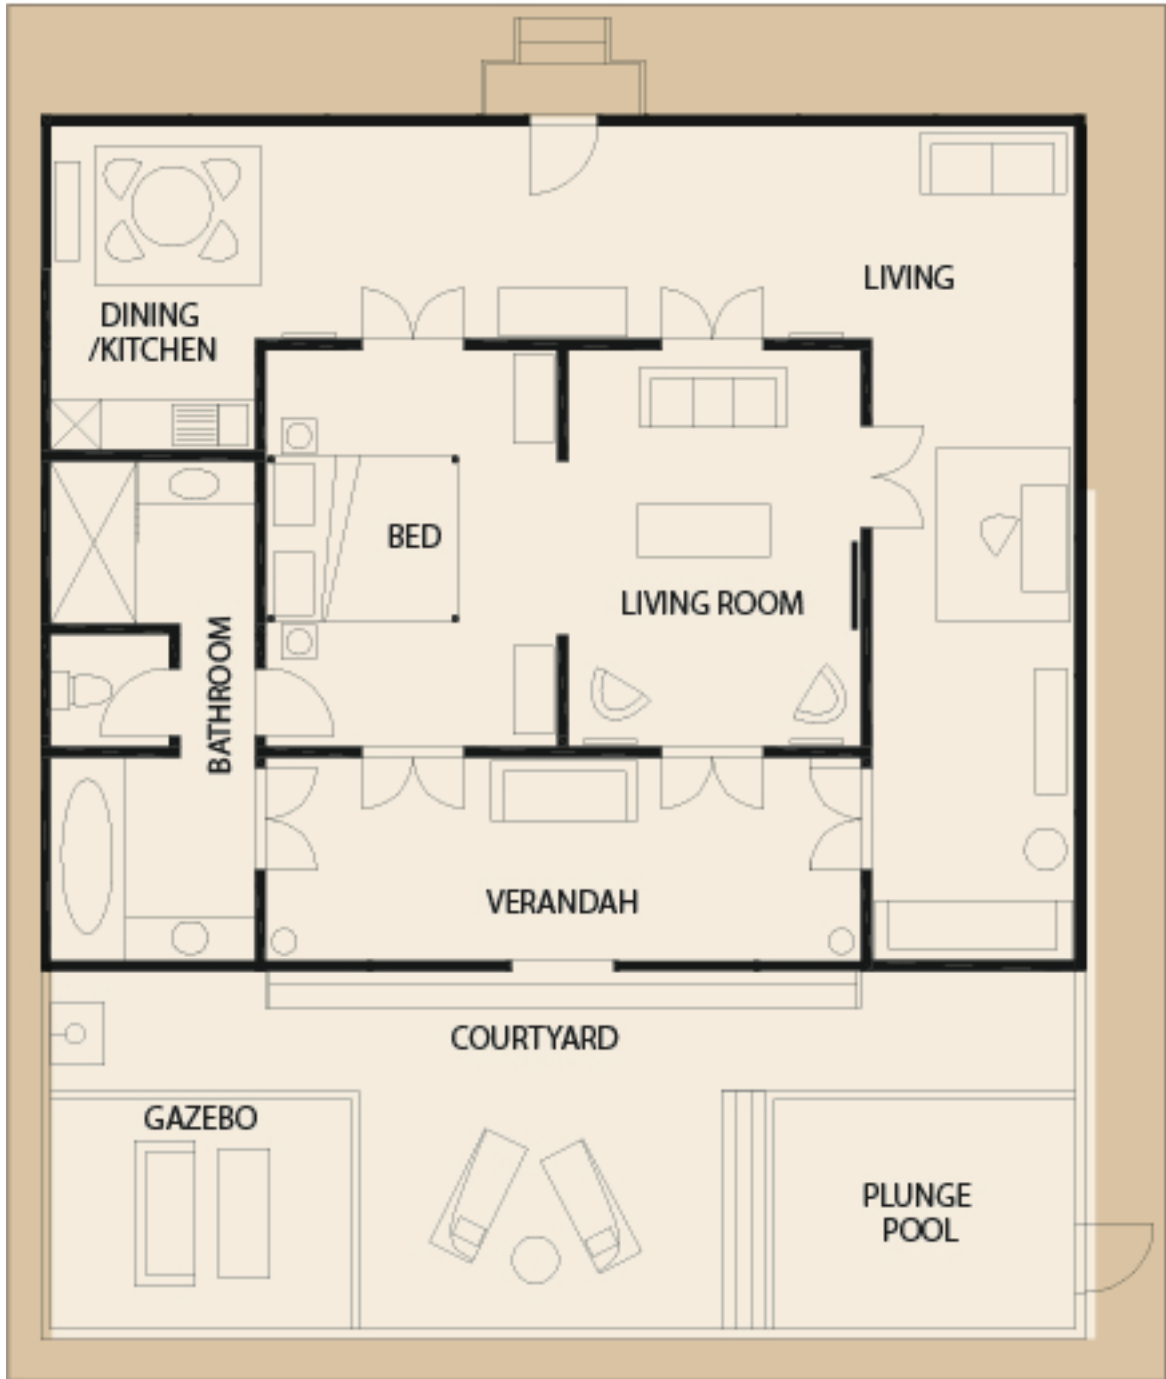 LIVING
DINING
/KITCHEN
BED
LIVING ROOM
BATHROOM
VERANDAH
COURTYARD
GAZEBO
PLUNGE
POOL